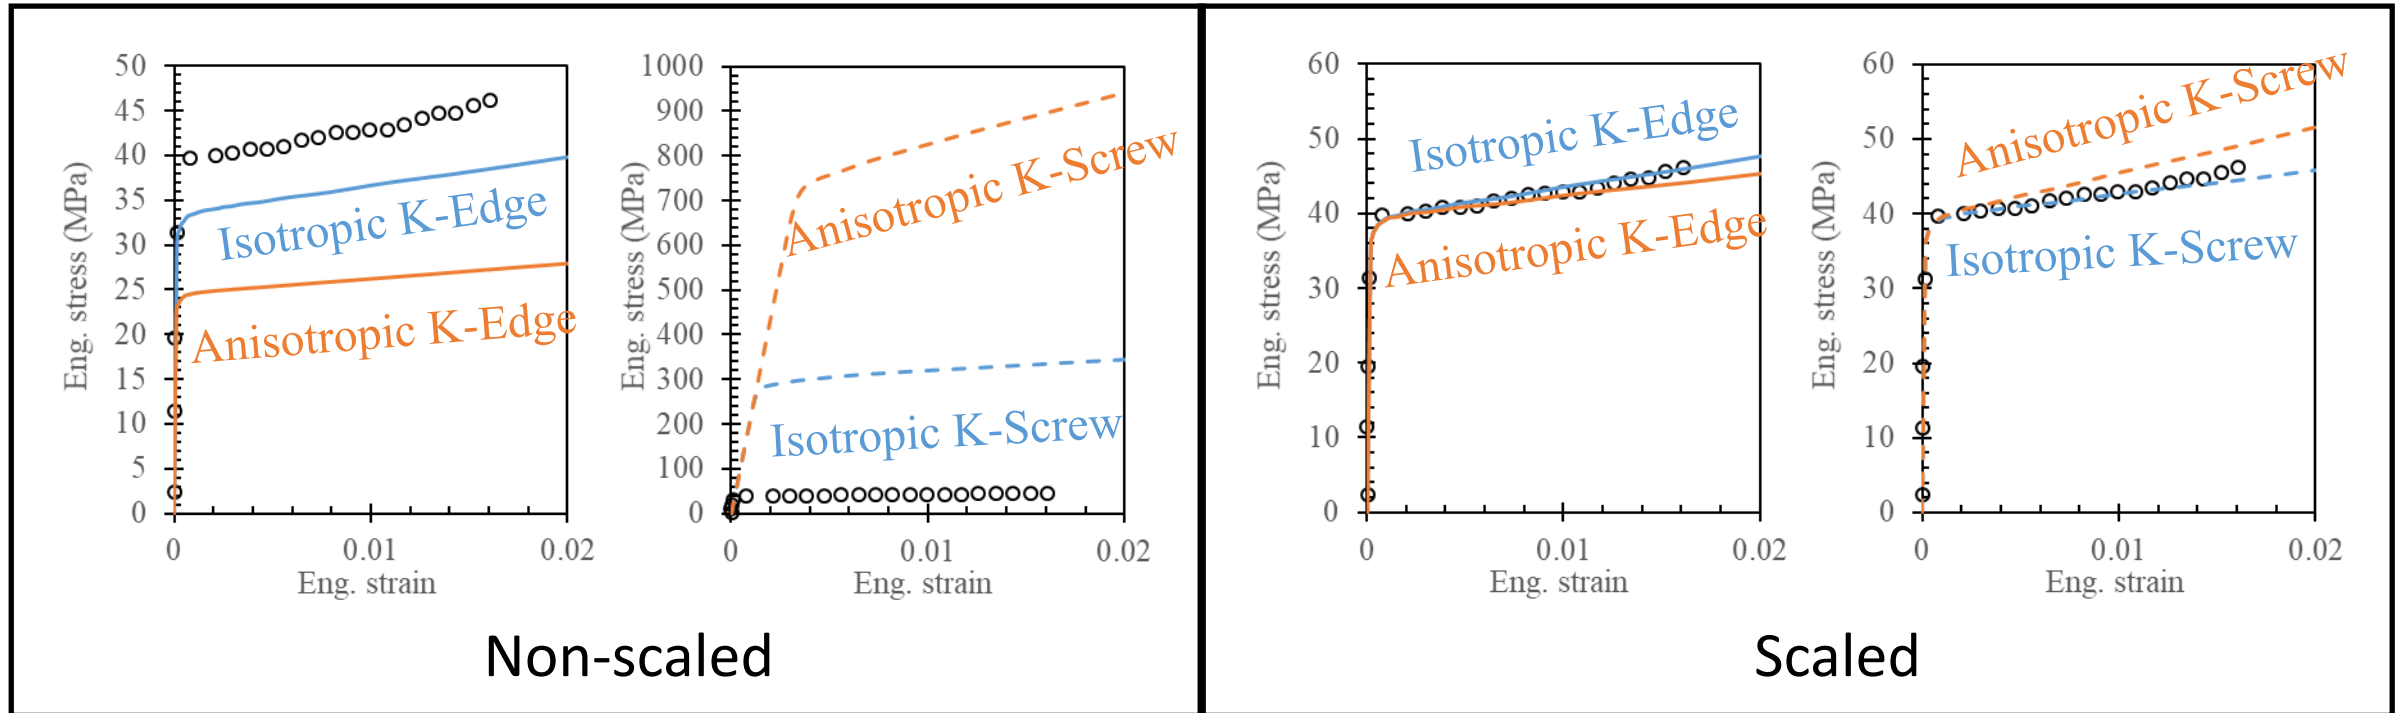 50
45
40
35
30
25
20
15
10
5
0
Eng. stress (MPa)
Isotropic K-Edge
Anisotropic K-Edge
0 0.01 0.02
Eng. strain
1000
900
800
700
600
500
400
300
200
100
0
Eng. stress (MPa)
Anisotropic K-Screw
Isotropic K-Screw
0 0.01 0.02
Eng. strain
Non-scaled
60
50
40
30
20
10
0
Eng. stress (MPa)
Isotropic K-Edge
Anisotropic K-Edge
0 0.01 0.02
Eng. strain
60
50
40
30
20
10
0
Eng. stress (MPa)
Anisotropic K-Screw
Isotropic K-Screw
0 0.01 0.02
Eng. strain
Scaled